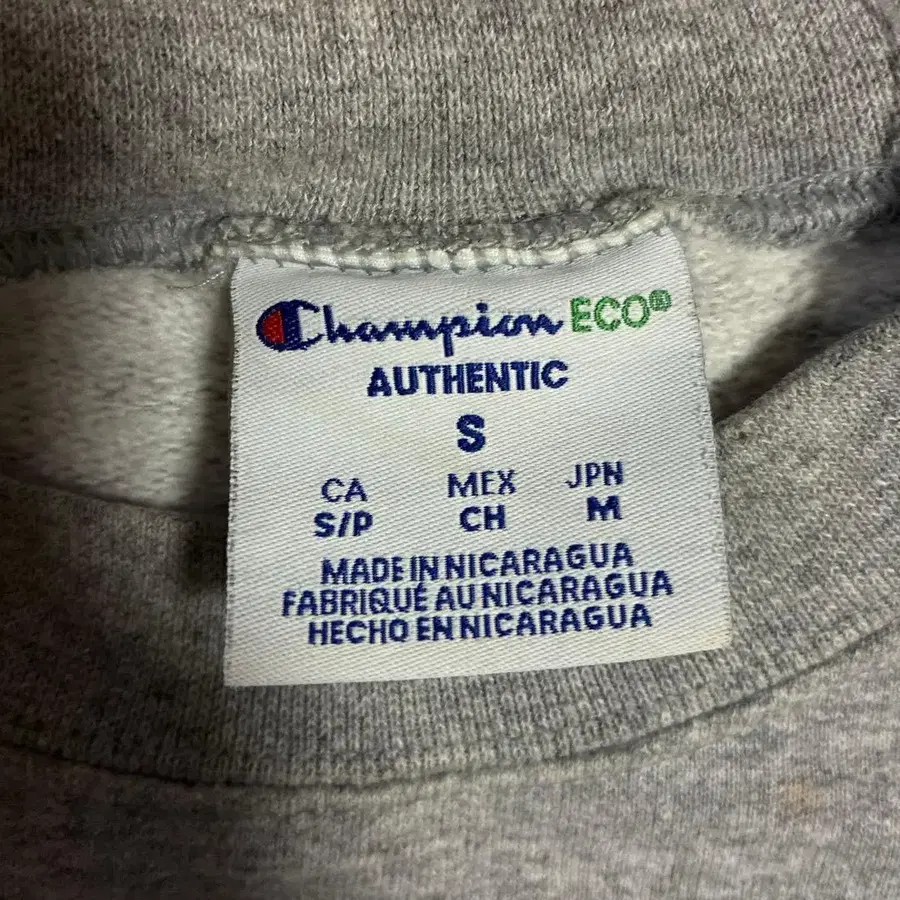 Champion ECO®
AUTHENTIC
S
CA MEX JPN
S/P CH M
MADE IN NICARAGUA
FABRIQUÉ AU NICARAGUA
HECHO EN NICARAGUA